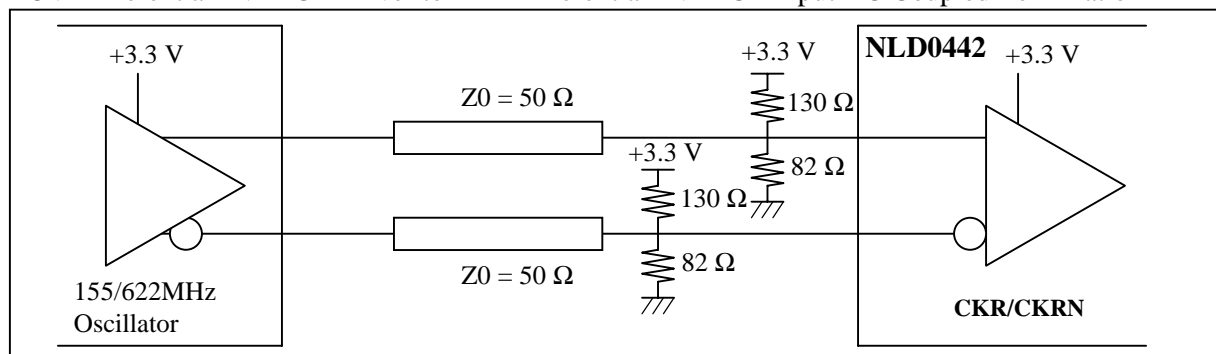 +3.3 V
+3.3 V
NLD0442
+3.3 V
Z0 = 50 Ω
130 Ω
+3.3 V
82 Ω
130 Ω
Z0 = 50 Ω
82 Ω
155/622MHz
Oscillator
CKR/CKRN